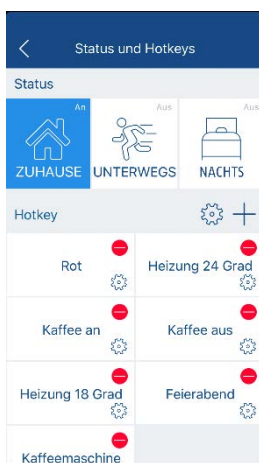 Status und Hotkeys
Status
An Aus Aus
ZUHAUSE UNTERWEGS NACHTS
Hotkey
Rot Heizung 24 Grad
Kaffee an Kaffee aus
Heizung 18 Grad Feierabend
Kaffeemaschine